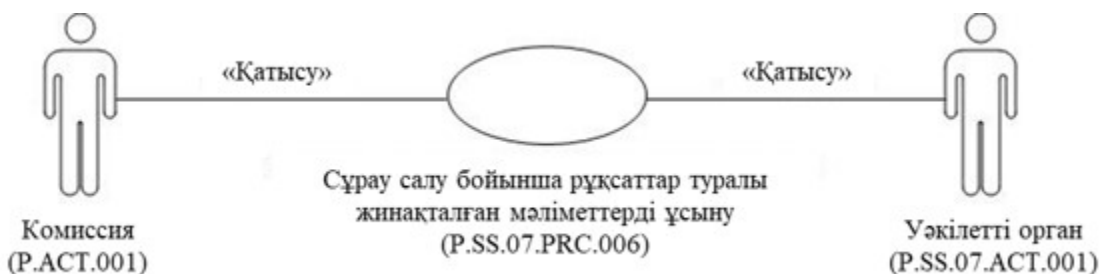 «Қатысу» «Қатысу»
Сұрау салу бойынша рұқсаттар туралы
жинақталған мәліметтерді ұсыну
(P.SS.07.PRC.006)
Комиссия
(P.ACT.001)
Уәкілетті орган
(P.SS.07.ACT.001)